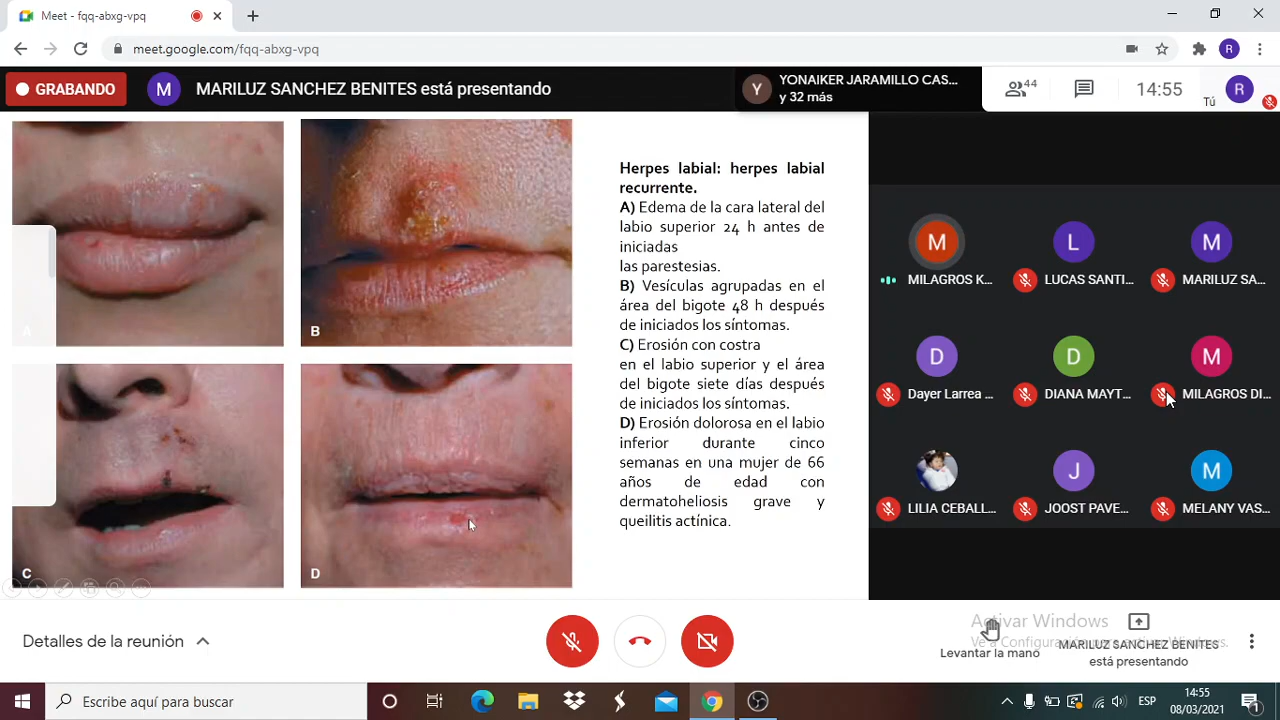 Meet - fqq-abxg-vpq
meet.google.com/fqq-abxg-vpq
R
GRABANDO
M
MARILUZ SANCHEZ BENITES está presentando
Y
YONAIKER JARAMILLO CAS...
y 32 más
44
14:55
Tú
R
A
B
C
D
Herpes labial: herpes labial
recurrente.
A) Edema de la cara lateral del
labio superior 24 h antes de
iniciadas
las parestesias.
B) Vesículas agrupadas en el
área del bigote 48 h después
de iniciados los síntomas.
C) Erosión con costra
en el labio superior y el área
del bigote siete días después
de iniciados los síntomas.
D) Erosión dolorosa en el labio
inferior durante cinco
semanas en una mujer de 66
años de edad con
dermatoheliosis grave y
queilitis actínica.
M
L
M
MILAGROS K...
LUCAS SANTI...
MARILUZ SA...
D
D
M
Dayer Larrea ...
DIANA MAYT...
MILAGROS DI...
J
M
LILIA CEBALL...
JOOST PAVE...
MELANY VAS...
Detalles de la reunión
Activar Windows
Ve a Configuración para activar Windows.
Levantar la mano
MARILUZ SANCHEZ BENITES
está presentando
Escribe aquí para buscar
ESP
14:55
08/03/2021
1